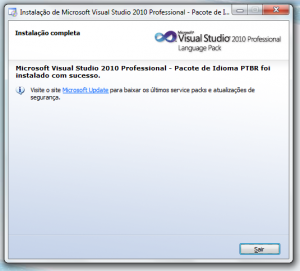 Instalação de Microsoft Visual Studio 2010 Professional - Pacote de I...
Instalação completa
Microsoft
Visual Studio 2010 Professional
Language Pack
Microsoft Visual Studio 2010 Professional - Pacote de Idioma PTBR foi
instalado com sucesso.
Visite o site Microsoft Update para baixar os últimos service packs e atualizações de
segurança.
Sair